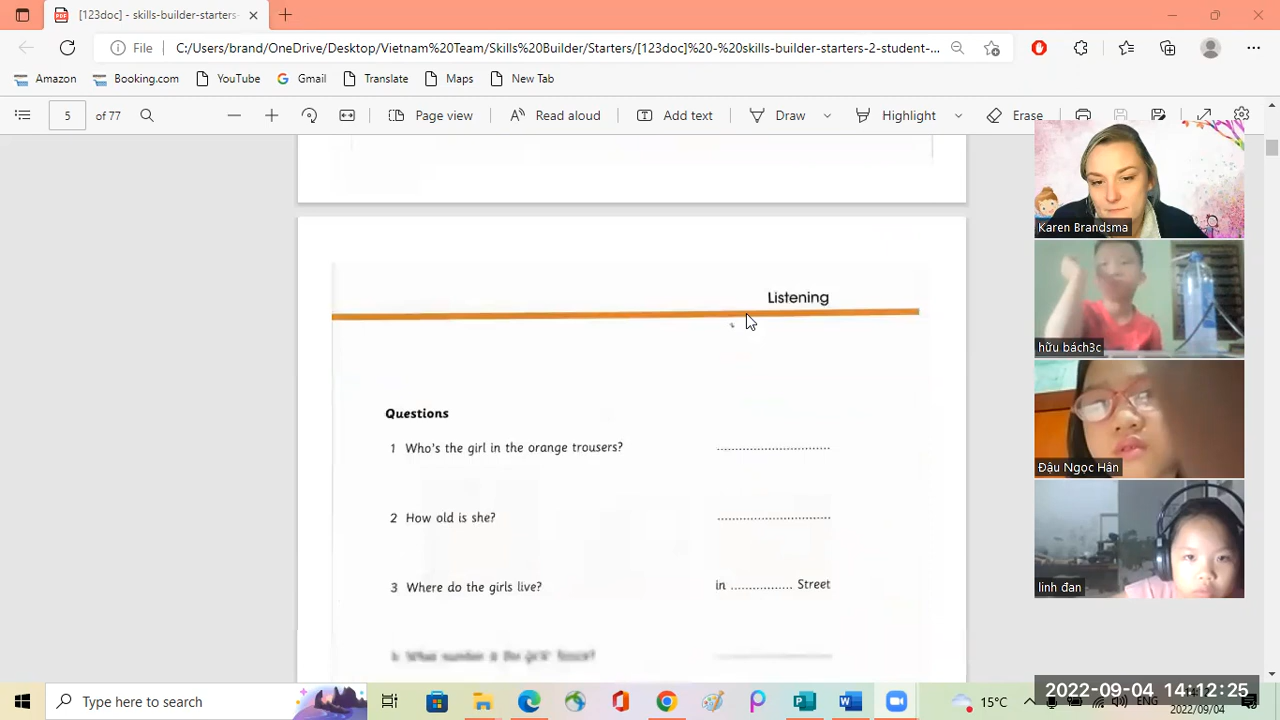 [123doc] - skills-builder-starters-
File C:/Users/brand/OneDrive/Desktop/Vietnam%20Team/Skills%20Builder/Starters/[123doc]%20-%20skills-builder-starters-2-student-...
Amazon Booking.com YouTube Gmail Translate Maps New Tab
5 of 77 Page view Read aloud Add text Draw Highlight Erase
Karen Brandsma
Listening
hữu bách3c
Questions
1 Who's the girl in the orange trousers? ..............................
Đậu Ngọc Hân
2 How old is she? ..............................
3 Where do the girls live? in ................ Street
linh đan
Type here to search
15°C
ENG
2022-09-04 14:12:25
2022/09/04